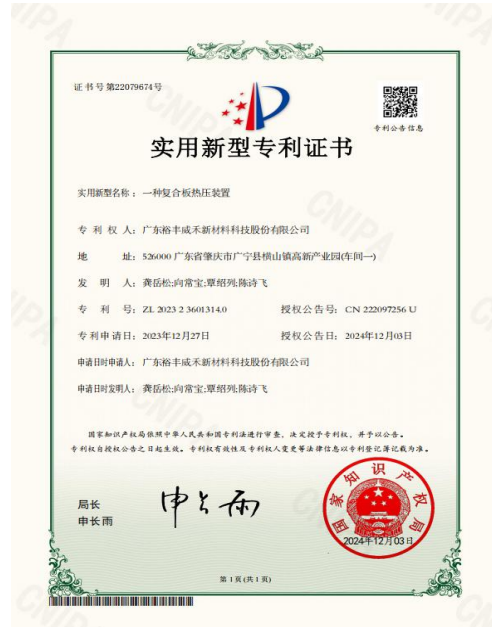 证书号第22079674号
专利公告信息
实用新型专利证书
实用新型名称：一种复合板热压装置
专利权人：广东裕丰威禾新材料科技股份有限公司
地址：526000 广东省肇庆市广宁县横山镇高新产业园(车间一)
发明人：龚岳松;向常宝;覃绍列;陈诗飞
专利号：ZL 2023 2 3601314.0 授权公告号：CN 222097256 U
专利申请日：2023年12月27日 授权公告日：2024年12月03日
申请日时申请人：广东裕丰威禾新材料科技股份有限公司
申请日时发明人：龚岳松;向常宝;覃绍列;陈诗飞
国家知识产权局依照中华人民共和国专利法进行审查，决定授予专利权，并予以公告。
专利权自授权公告之日起生效。专利权有效性及专利权人变更等法律信息以专利登记簿记载为准。
局长
申长雨
申长雨
国家知识产权局
2024年12月03日
第 1 页(共 1 页)
CNIPA